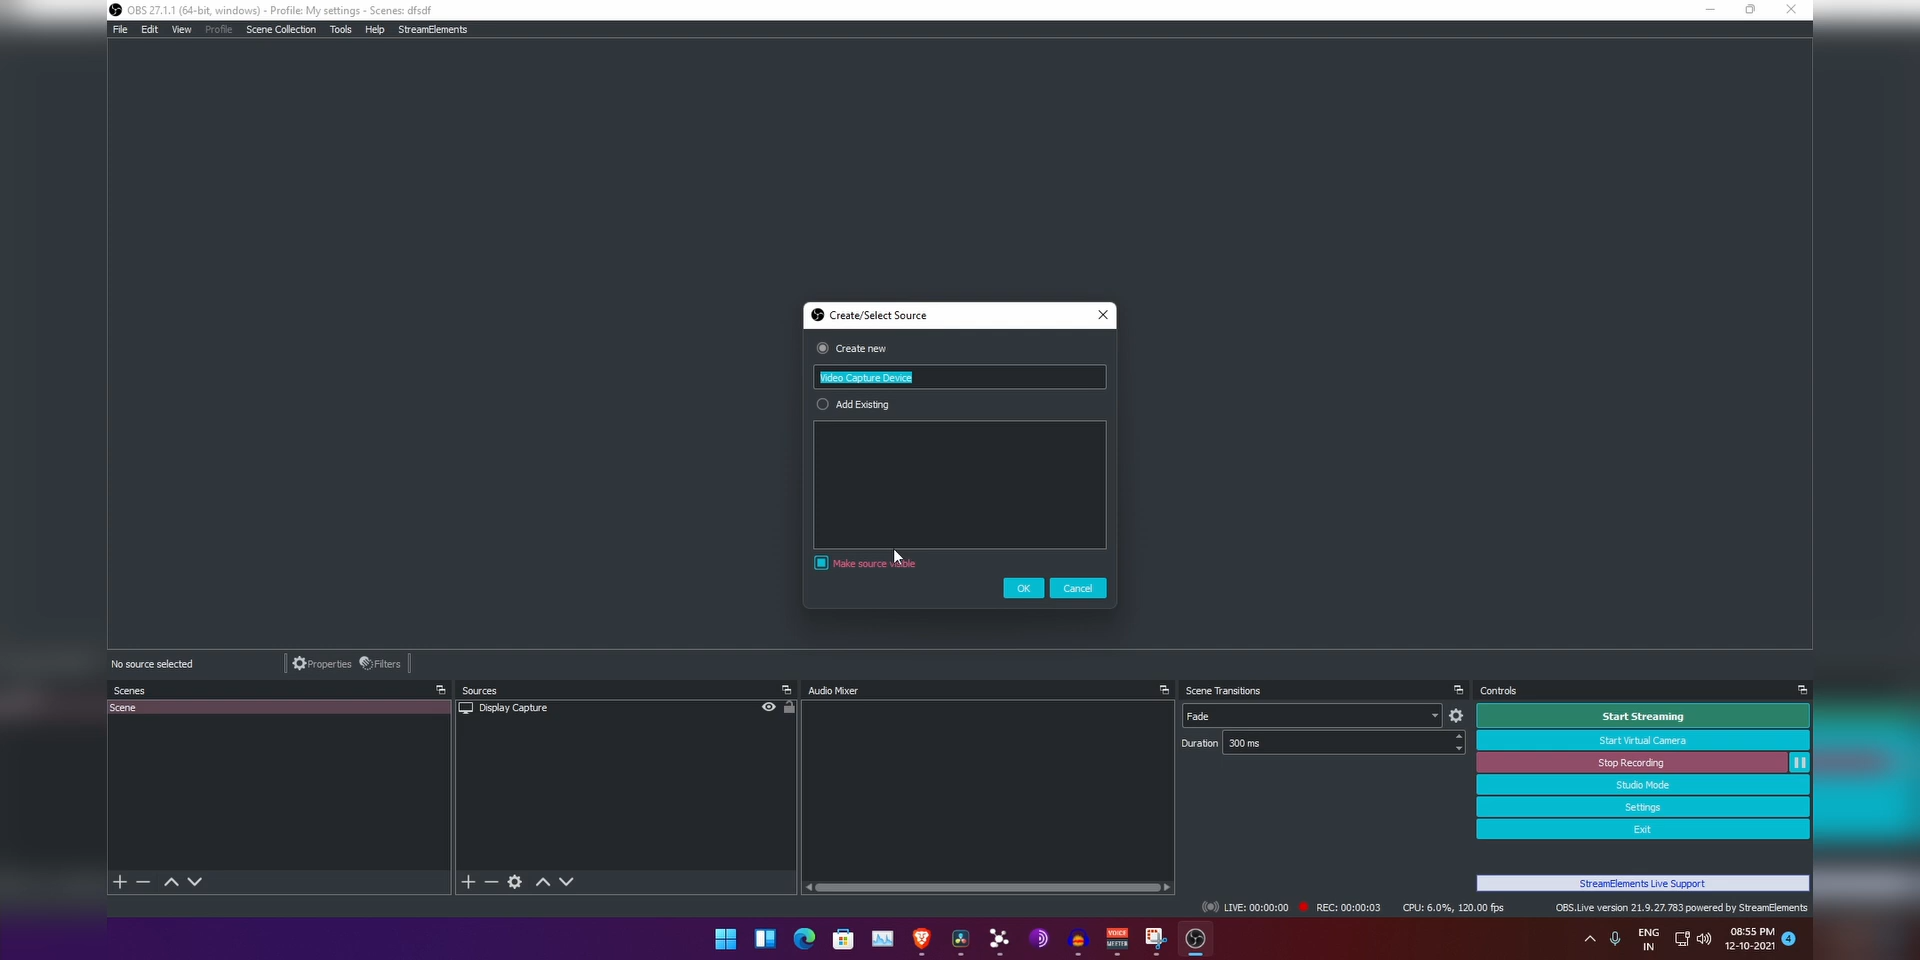 OBS 27.1.1 (64-bit, windows) - Profile: My settings - Scenes: dfsdf
File Edit View Profile Scene Collection Tools Help StreamElements
Create/Select Source
Create new
Video Capture Device
Add Existing
Make source visible
OK Cancel
No source selected Properties Filters
Scenes Sources Audio Mixer Scene Transitions Controls
Scene Display Capture Fade Start Streaming
Duration 300 ms Start Virtual Camera
Stop Recording
Studio Mode
Settings
Exit
StreamElements Live Support
LIVE: 00:00:00 REC: 00:00:03 CPU: 6.0%, 120.00 fps OBS.Live version 21.9.27.783 powered by StreamElements
VOICE
MEETER
ENG
IN
08:55 PM
12-10-2021
4